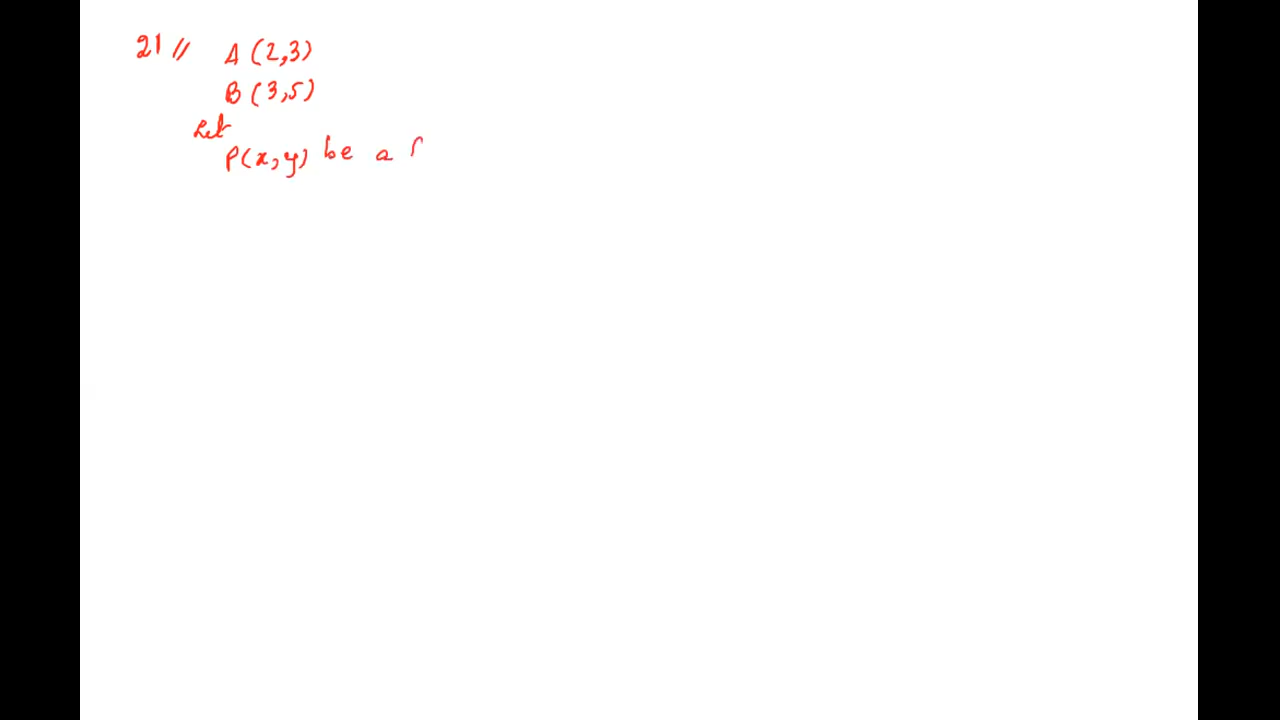 21// A (2,3)
B (3,5)
Let
P(x,y) be a